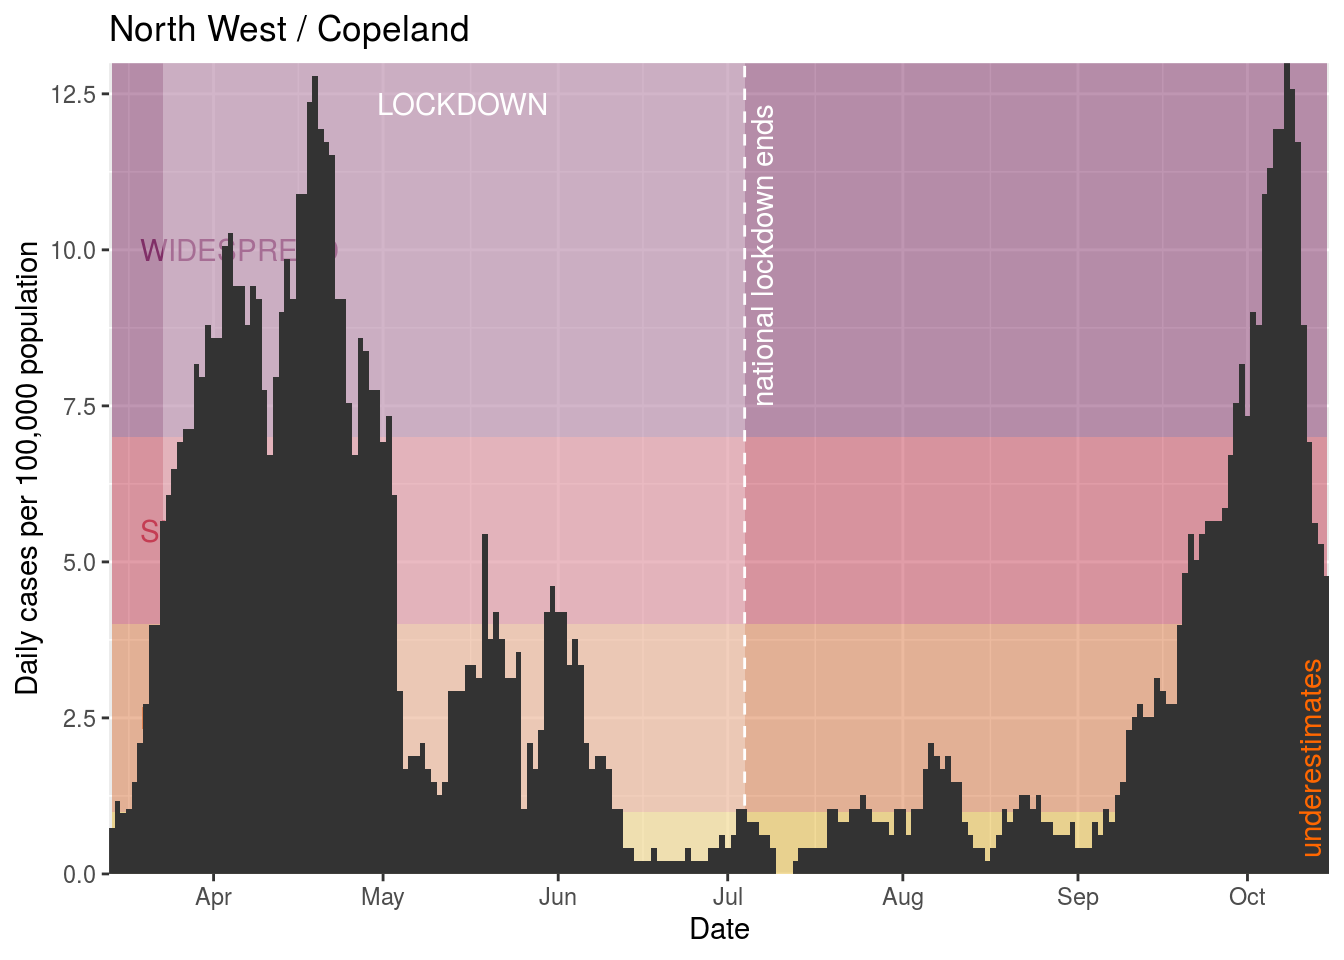 North West / Copeland
LOCKDOWN
national lockdown ends
WIDESPREAD
S
underestimates
Daily cases per 100,000 population
12.5
10.0
7.5
5.0
2.5
0.0
Apr
May
Jun
Jul
Aug
Sep
Oct
Date